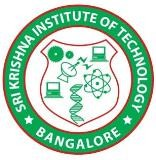 SRI KRISHNA INSTITUTE OF TECHNOLOGY
BANGALORE